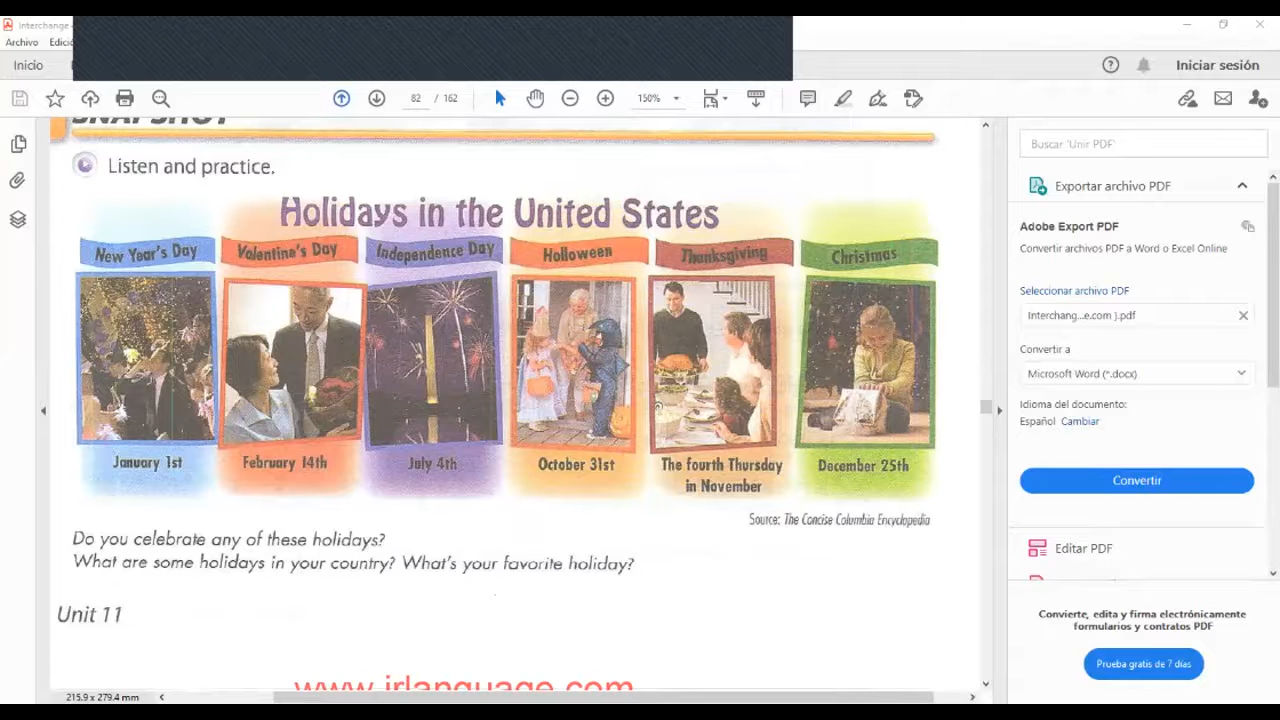 Interchange
Archivo Edició
Inicio
Iniciar sesión
82 / 162
150%
SNAPSHOT
Listen and practice.
Holidays in the United States
New Year's Day Valentine's Day Independence Day Holloween Thanksgiving Christmas
January 1st February 14th July 4th October 31st The fourth Thursday December 25th
in November
Source: The Concise Columbia Encyclopedia
Do you celebrate any of these holidays?
What are some holidays in your country? What's your favorite holiday?
Unit 11
www.irlanguage.com
215.9 x 279.4 mm
Buscar 'Unir PDF'
Exportar archivo PDF
Adobe Export PDF
Convertir archivos PDF a Word o Excel Online
Seleccionar archivo PDF
Interchang...e.com ).pdf
Convertir a
Microsoft Word (*.docx)
Idioma del documento:
Español Cambiar
Convertir
Editar PDF
Convierte, edita y firma electrónicamente
formularios y contratos PDF
Prueba gratis de 7 días